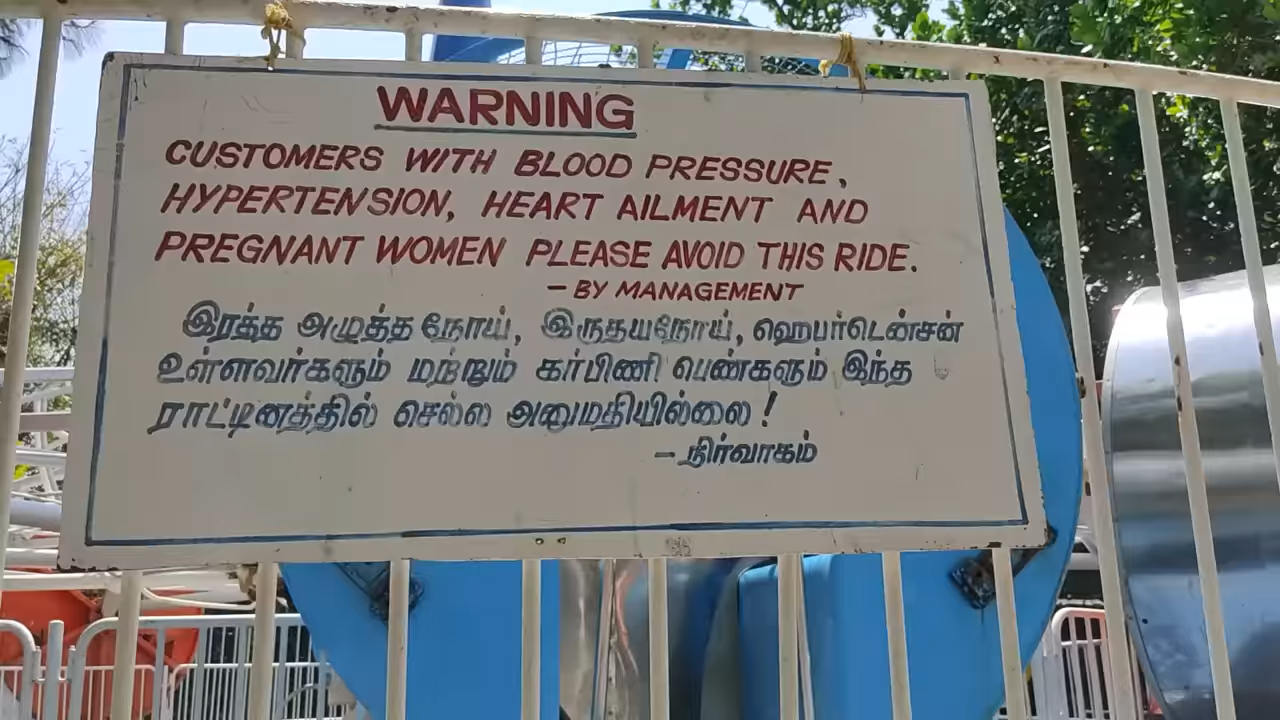 WARNING
CUSTOMERS WITH BLOOD PRESSURE,
HYPERTENSION, HEART AILMENT AND
PREGNANT WOMEN PLEASE AVOID THIS RIDE.
- BY MANAGEMENT
இரத்த அழுத்த நோய், இருதயநோய், ஹைபர்டென்சன்
உள்ளவர்களும் மற்றும் கர்பிணி பெண்களும் இந்த
ராட்டினத்தில் செல்ல அனுமதியில்லை!
- நிர்வாகம்